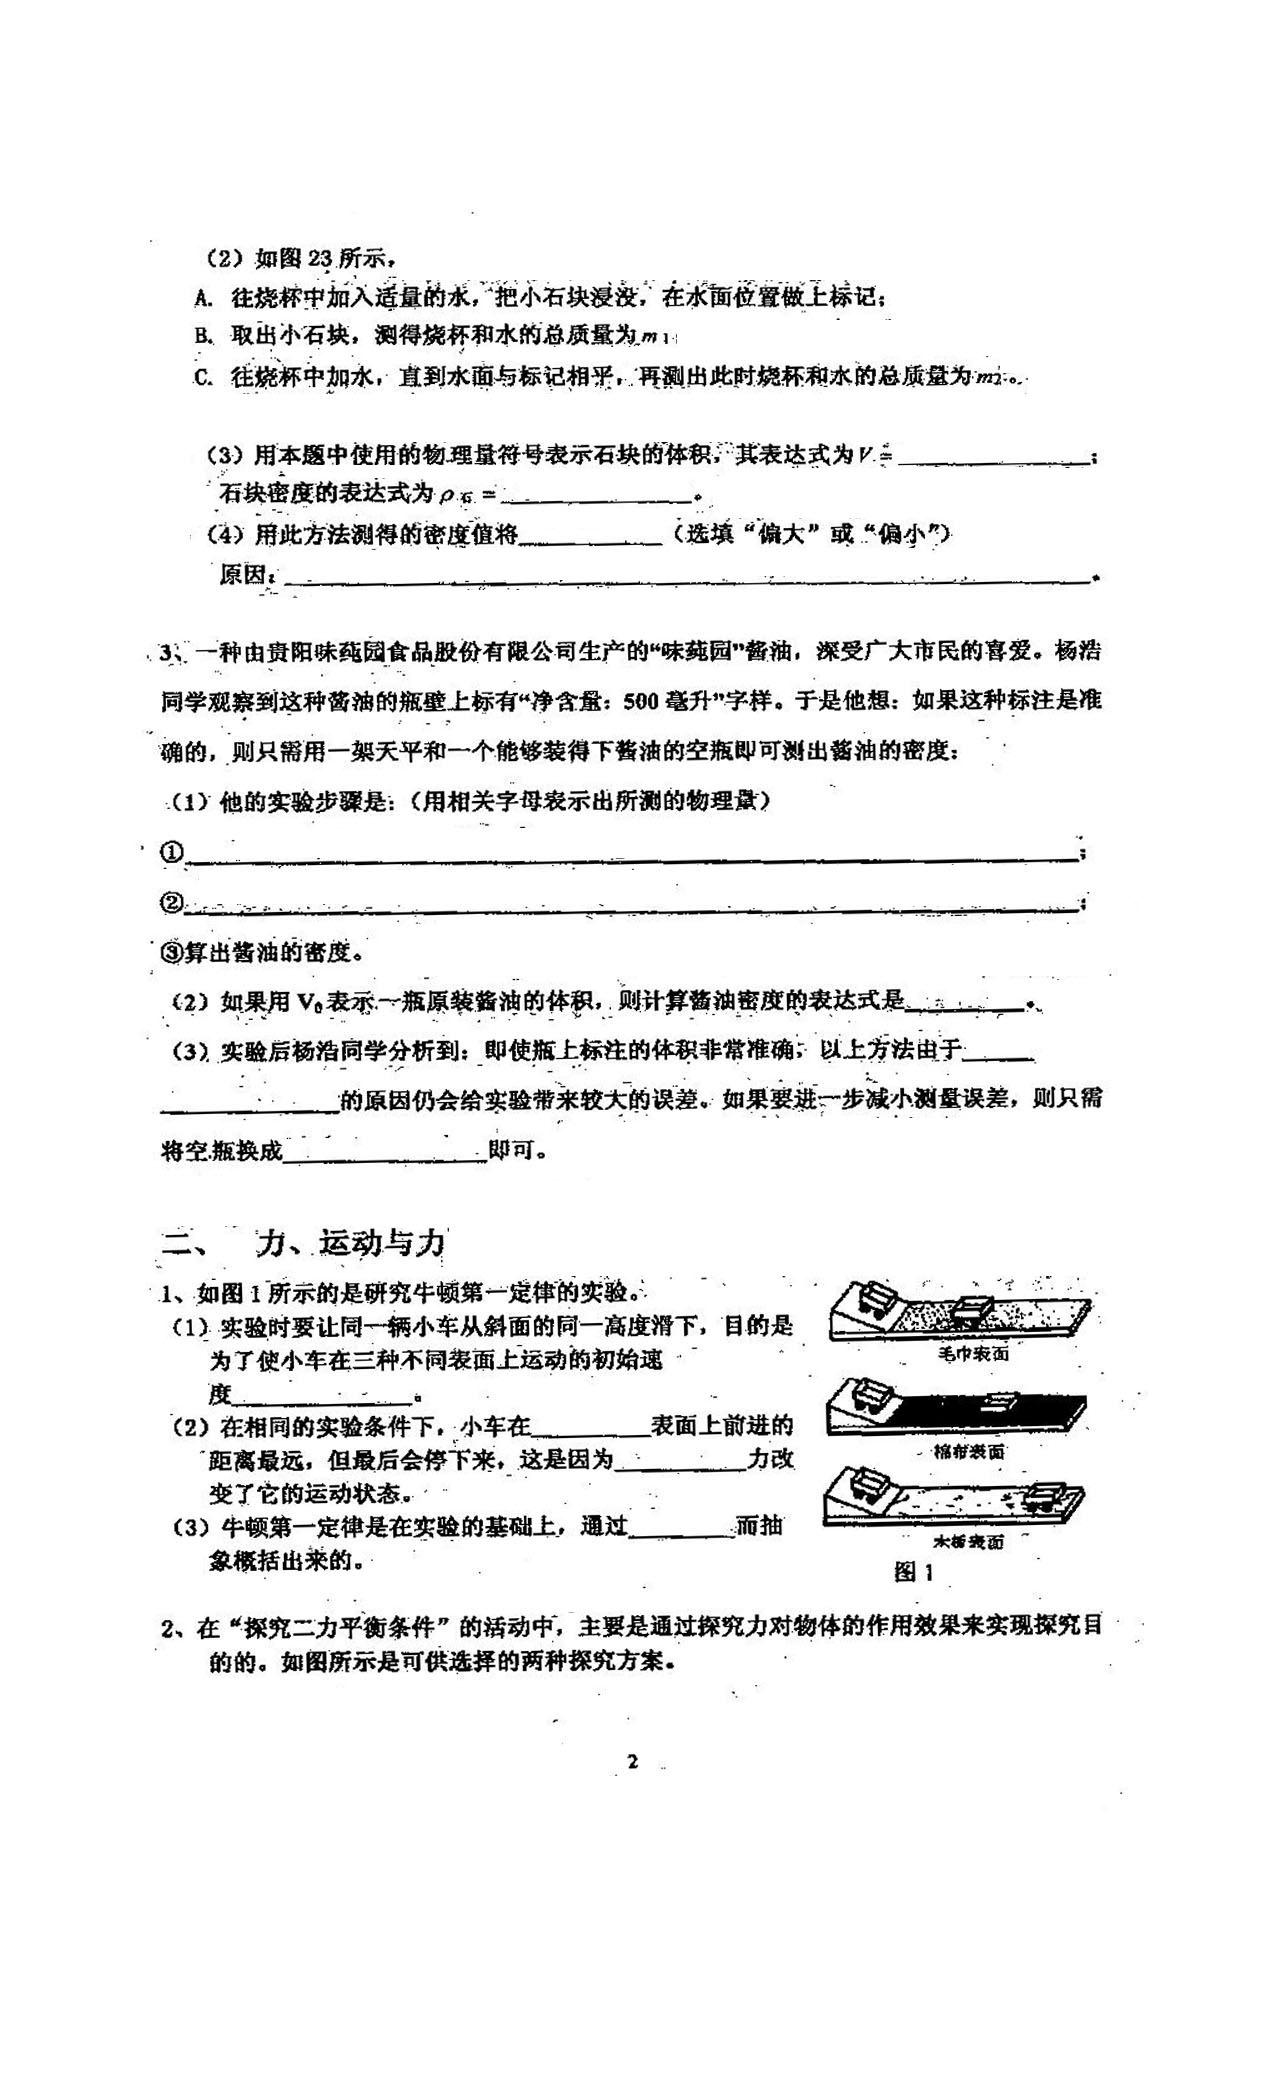 （2）如图 23 所示，
A. 往烧杯中加入适量的水，把小石块浸没，在水面位置做上标记；
B. 取出小石块，测得烧杯和水的总质量为 m₁
C. 往烧杯中加水，直到水面与标记相平，再测出此时烧杯和水的总质量为 m₂。
（3）用本题中使用的物理量符号表示石块的体积，其表达式为 V = ____________；
石块密度的表达式为 ρ石 = ____________。
（4）用此方法测得的密度值将__________（选填“偏大”或“偏小”）
原因：____________________________________。
3、一种由贵阳味莼园食品股份有限公司生产的“味莼园”酱油，深受广大市民的喜爱。杨浩
同学观察到这种酱油的瓶壁上标有“净含量：500 毫升”字样。于是他想：如果这种标注是准
确的，则只需用一架天平和一个能够装得下酱油的空瓶即可测出酱油的密度：
（1）他的实验步骤是：（用相关字母表示出所测的物理量）
①____________________________________；
②____________________________________；
③算出酱油的密度。
（2）如果用 V₀ 表示一瓶原装酱油的体积，则计算酱油密度的表达式是__________。
（3）实验后杨浩同学分析到：即使瓶上标注的体积非常准确，以上方法由于______
____________的原因仍会给实验带来较大的误差。如果要进一步减小测量误差，则只需
将空瓶换成______________即可。
二、 力、运动与力
1、如图 1 所示的是研究牛顿第一定律的实验。
（1）实验时要让同一辆小车从斜面的同一高度滑下，目的是
为了使小车在三种不同表面上运动的初始速
度____________。
（2）在相同的实验条件下，小车在________表面上前进的
距离最远，但最后会停下来，这是因为_________力改
变了它的运动状态。
（3）牛顿第一定律是在实验的基础上，通过_______而抽
象概括出来的。
毛巾表面
棉布表面
木板表面
图 1
2、在“探究二力平衡条件”的活动中，主要是通过探究力对物体的作用效果来实现探究目
的的。如图所示是可供选择的两种探究方案。
2